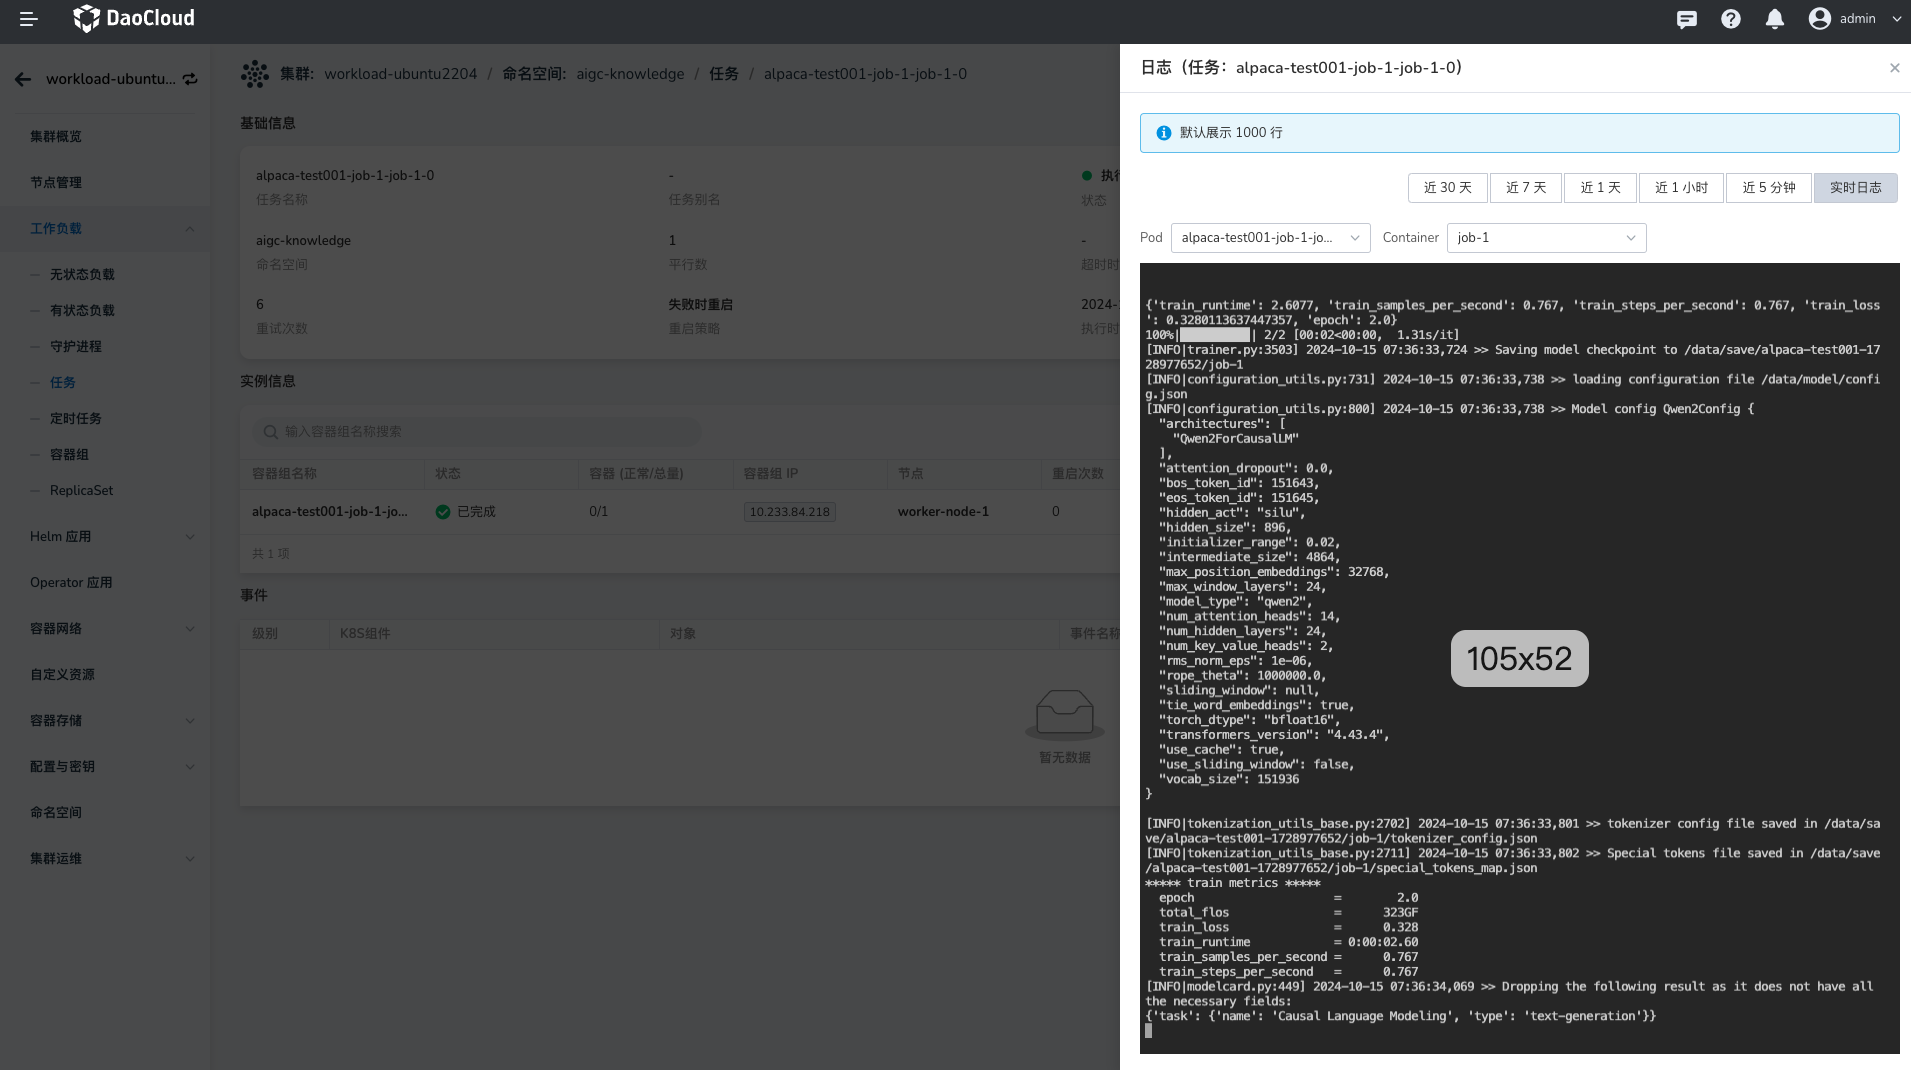 DaoCloud
admin
workload-ubuntu...
集群概览
节点管理
工作负载
无状态负载
有状态负载
守护进程
任务
定时任务
容器组
ReplicaSet
Helm 应用
Operator 应用
容器网络
自定义资源
容器存储
配置与密钥
命名空间
集群运维
集群: workload-ubuntu2204 / 命名空间: aigc-knowledge / 任务 / alpaca-test001-job-1-job-1-0
基础信息
alpaca-test001-job-1-job-1-0
任务名称
-
任务别名
状态
aigc-knowledge
命名空间
1
平行数
-
超时时
6
重试次数
失败时重启
重启策略
2024-
执行时
实例信息
输入容器组名称搜索
容器组名称 状态 容器 (正常/总量) 容器组 IP 节点 重启次数
alpaca-test001-job-1-jo... 已完成 0/1 10.233.84.218 worker-node-1 0
共 1 项
事件
级别 K8S组件 对象 事件名称
暂无数据
日志（任务：alpaca-test001-job-1-job-1-0）
默认展示 1000 行
近 30 天 近 7 天 近 1 天 近 1 小时 近 5 分钟 实时日志
Pod alpaca-test001-job-1-jo... Container job-1
{'train_runtime': 2.6077, 'train_samples_per_second': 0.767, 'train_steps_per_second': 0.767, 'train_loss
': 0.3280113637447357, 'epoch': 2.0}
100%|██████████| 2/2 [00:02<00:00,  1.31s/it]
[INFO|trainer.py:3503] 2024-10-15 07:36:33,724 >> Saving model checkpoint to /data/save/alpaca-test001-17
28977652/job-1
[INFO|configuration_utils.py:731] 2024-10-15 07:36:33,738 >> loading configuration file /data/model/confi
g.json
[INFO|configuration_utils.py:800] 2024-10-15 07:36:33,738 >> Model config Qwen2Config {
"architectures": [
"Qwen2ForCausalLM"
],
"attention_dropout": 0.0,
"bos_token_id": 151643,
"eos_token_id": 151645,
"hidden_act": "silu",
"hidden_size": 896,
"initializer_range": 0.02,
"intermediate_size": 4864,
"max_position_embeddings": 32768,
"max_window_layers": 24,
"model_type": "qwen2",
"num_attention_heads": 14,
"num_hidden_layers": 24,
"num_key_value_heads": 2,
"rms_norm_eps": 1e-06,
"rope_theta": 1000000.0,
"sliding_window": null,
"tie_word_embeddings": true,
"torch_dtype": "bfloat16",
"transformers_version": "4.43.4",
"use_cache": true,
"use_sliding_window": false,
"vocab_size": 151936
}
105x52
[INFO|tokenization_utils_base.py:2702] 2024-10-15 07:36:33,801 >> tokenizer config file saved in /data/sa
ve/alpaca-test001-1728977652/job-1/tokenizer_config.json
[INFO|tokenization_utils_base.py:2711] 2024-10-15 07:36:33,802 >> Special tokens file saved in /data/save
/alpaca-test001-1728977652/job-1/special_tokens_map.json
***** train metrics *****
epoch = 2.0
total_flos = 323GF
train_loss = 0.328
train_runtime = 0:00:02.60
train_samples_per_second = 0.767
train_steps_per_second = 0.767
[INFO|modelcard.py:449] 2024-10-15 07:36:34,069 >> Dropping the following result as it does not have all
the necessary fields:
{'task': {'name': 'Causal Language Modeling', 'type': 'text-generation'}}